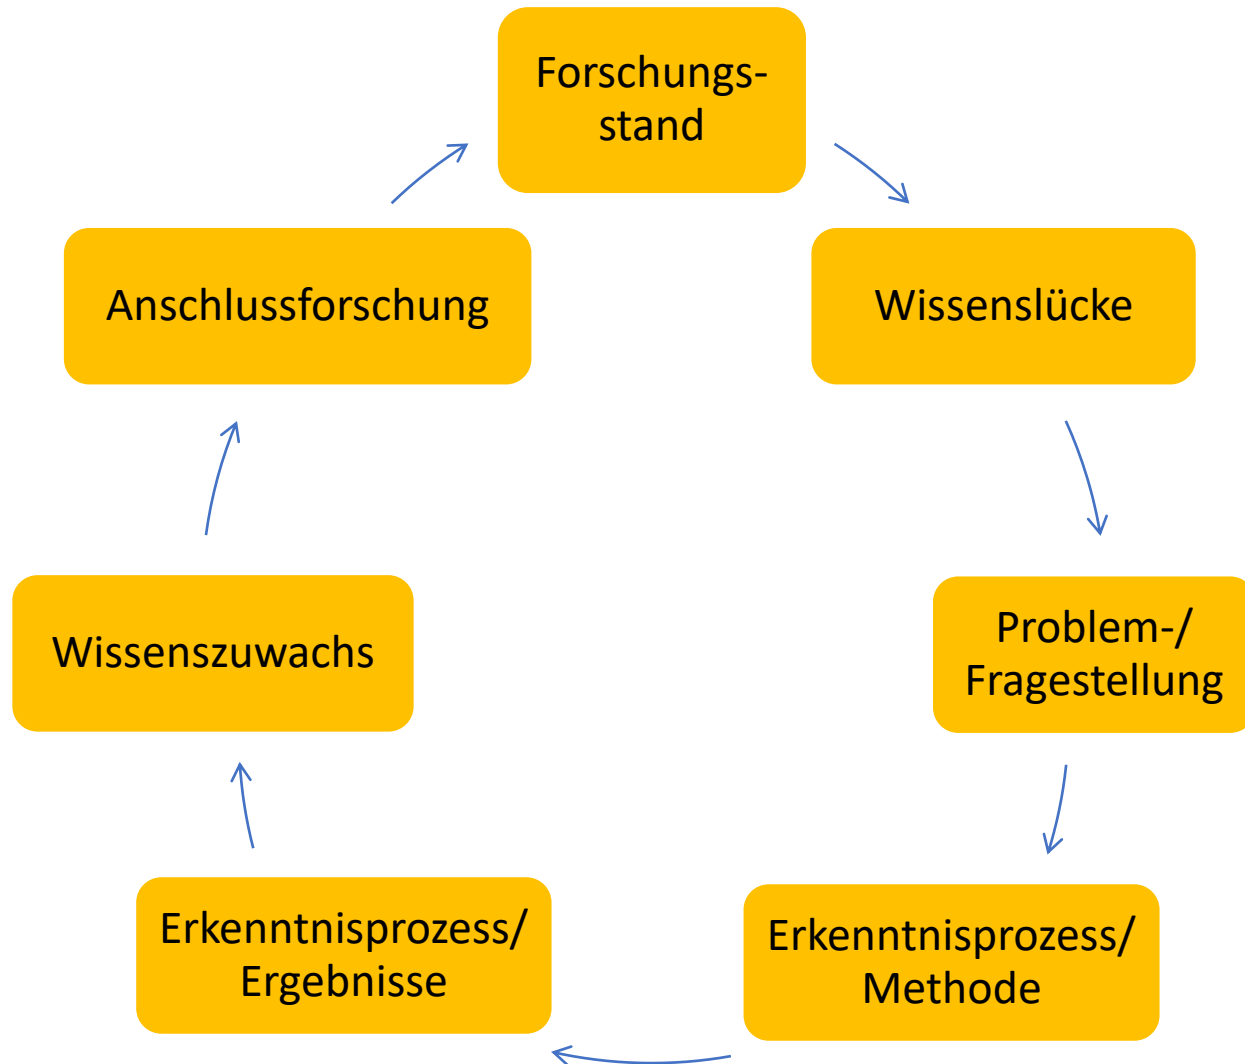 Forschungs-
stand
Wissenslücke
Problem-/
Fragestellung
Erkenntnisprozess/
Methode
Erkenntnisprozess/
Ergebnisse
Wissenszuwachs
Anschlussforschung